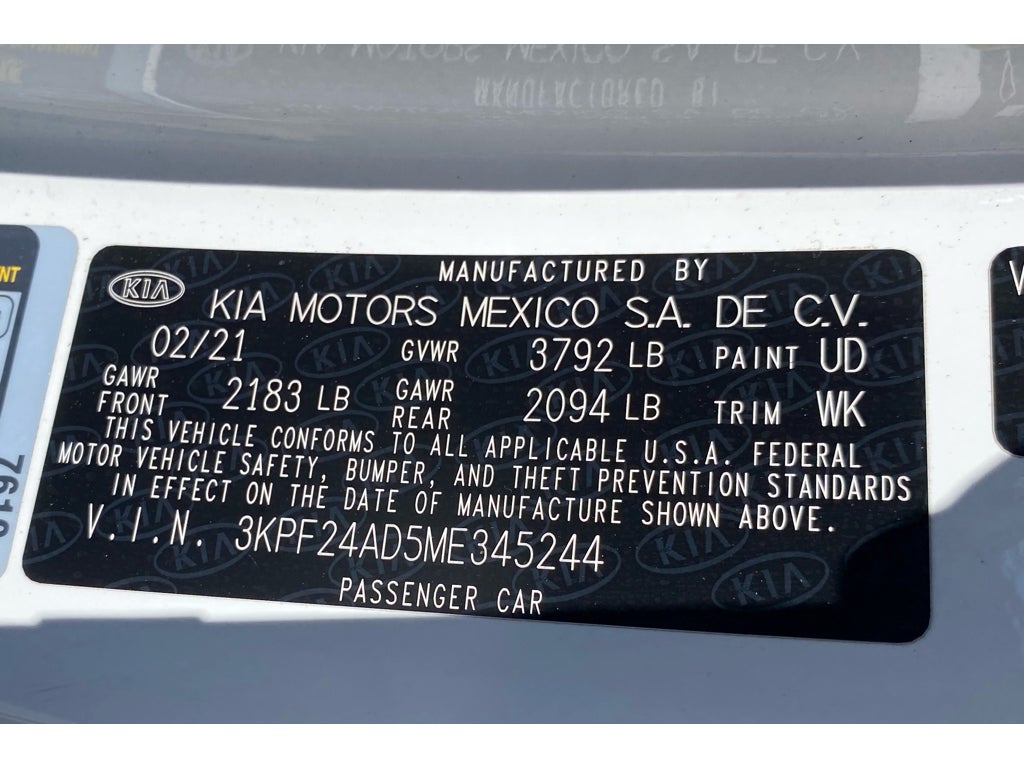 MANUFACTURED BY
KIA KIA MOTORS MEXICO S.A. DE C.V.
02/21 GVWR 3792 LB PAINT UD
GAWR FRONT 2183 LB GAWR REAR 2094 LB TRIM WK
THIS VEHICLE CONFORMS TO ALL APPLICABLE U.S.A. FEDERAL
MOTOR VEHICLE SAFETY, BUMPER, AND THEFT PREVENTION STANDARDS
IN EFFECT ON THE DATE OF MANUFACTURE SHOWN ABOVE.
V.I.N. 3KPF24AD5ME345244
PASSENGER CAR